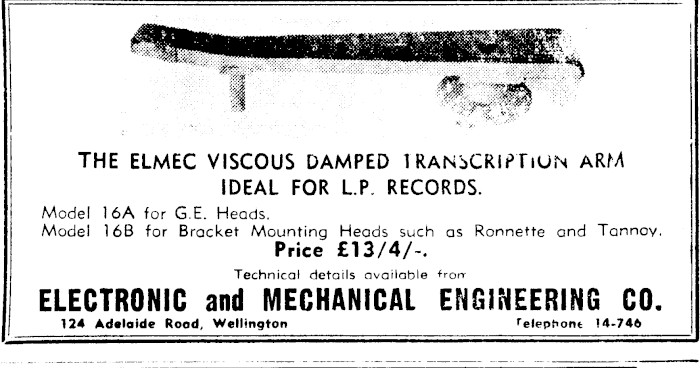 THE ELMEC VISCOUS DAMPED TRANSCRIPTION ARM
IDEAL FOR L.P. RECORDS.
Model 16A for G.E. Heads.
Model 16B for Bracket Mounting Heads such as Ronnette and Tannoy.
Price £13/4/-.
Technical details available from
ELECTRONIC and MECHANICAL ENGINEERING CO.
124 Adelaide Road, Wellington Telephone 14-746